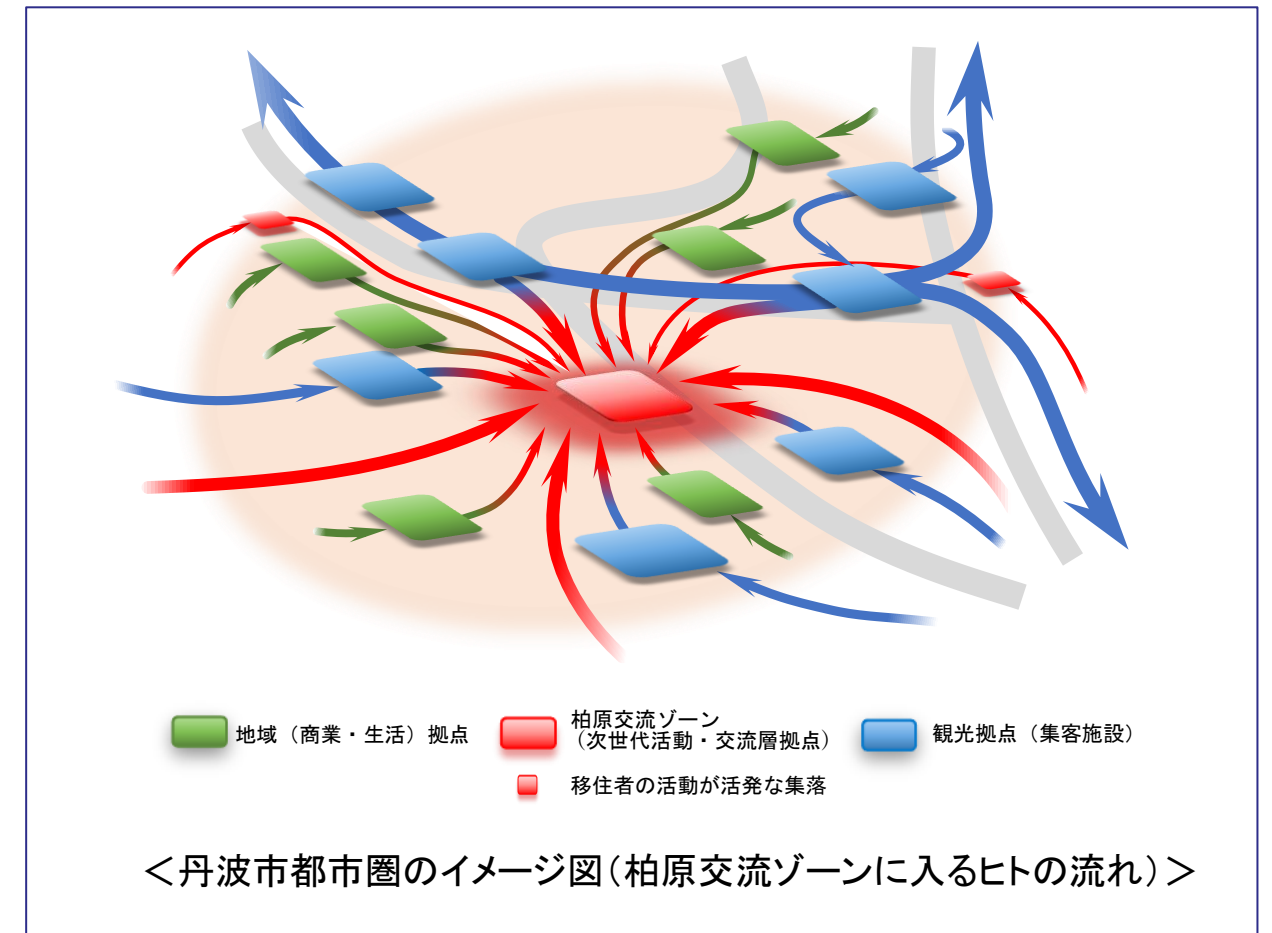 地域（商業・生活）拠点
柏原交流ゾーン
（次世代活動・交流層拠点）
観光拠点（集客施設）
移住者の活動が活発な集落
＜丹波市都市圏のイメージ図（柏原交流ゾーンに入るヒトの流れ）＞